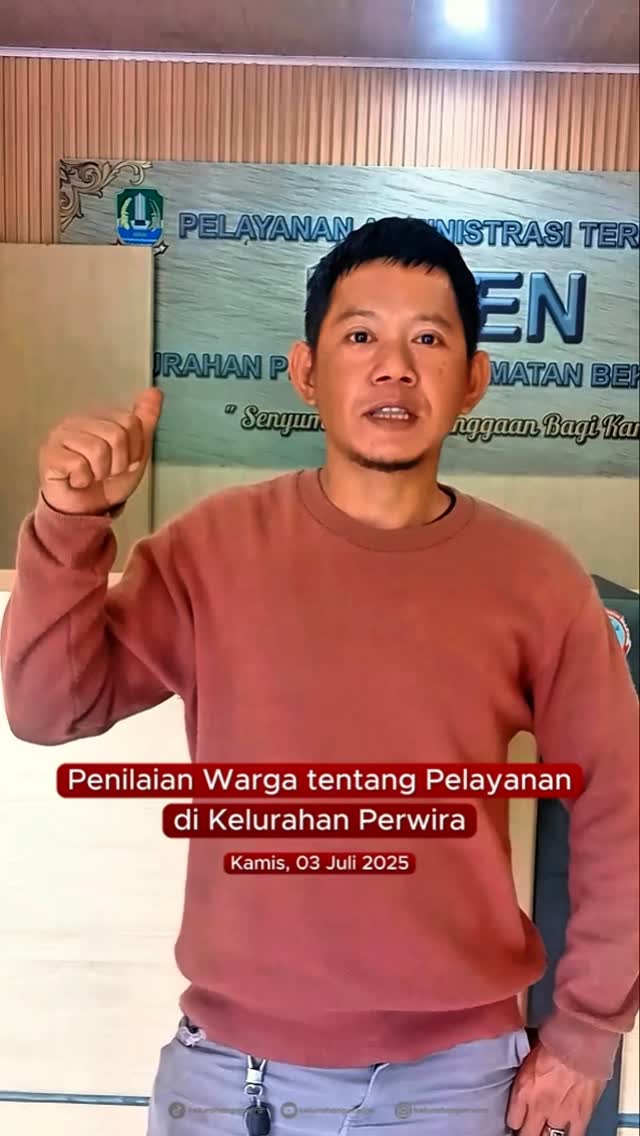 PELAYANAN ADMINISTRASI TER
EN
URAHAN P MATAN BEK
" Senyum nggaan Bagi Kam
Penilaian Warga tentang Pelayanan
di Kelurahan Perwira
Kamis, 03 Juli 2025